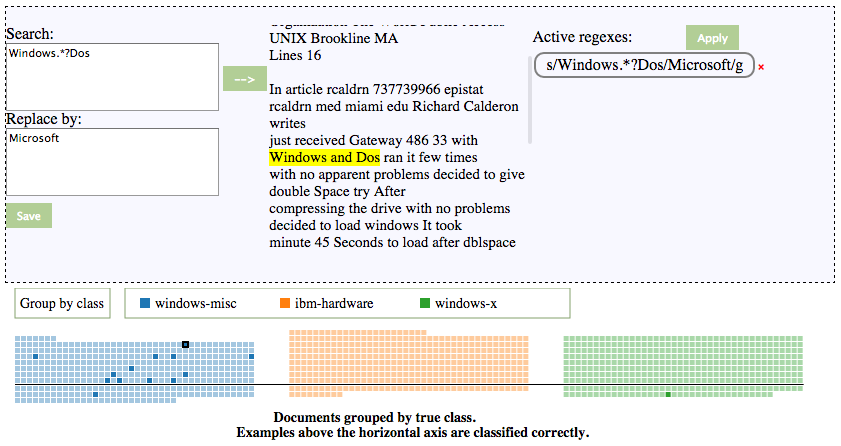 Search:
Windows.*?Dos
Replace by:
Microsoft
Save
-->
UNIX Brookline MA
Lines 16
In article rcaldrn 737739966 epistat
rcaldrn med miami edu Richard Calderon
writes
just received Gateway 486 33 with
Windows and Dos ran it few times
with no apparent problems decided to give
double Space try After
compressing the drive with no problems
decided to load windows It took
minute 45 Seconds to load after dblspace
Active regexes:
Apply
s/Windows.*?Dos/Microsoft/g
×
Group by class
windows-misc
ibm-hardware
windows-x
Documents grouped by true class.
Examples above the horizontal axis are classified correctly.